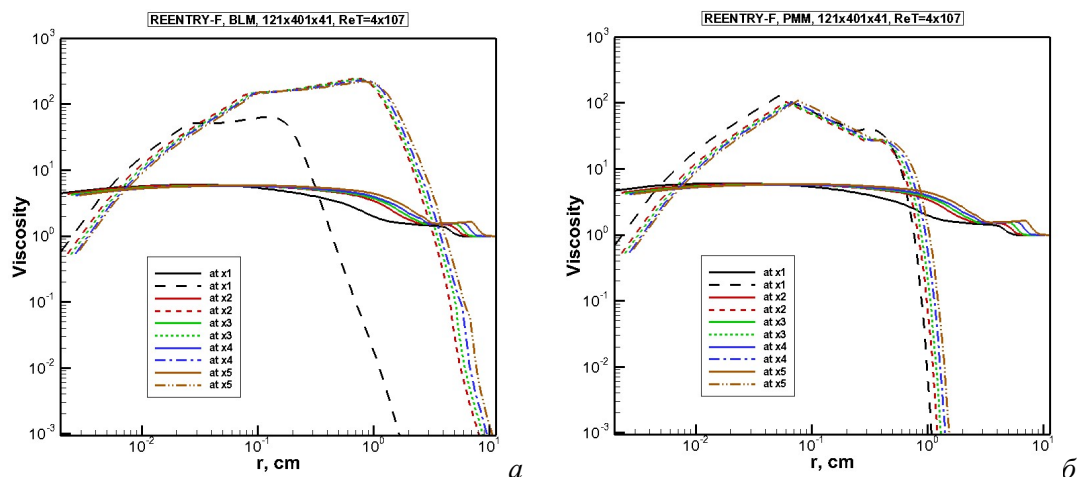 REENTRY-F, BLM, 121x401x41, ReT=4x107
Viscosity
10³
10²
10¹
10⁰
10⁻¹
10⁻²
10⁻³
at x1
at x1
at x2
at x2
at x3
at x3
at x4
at x4
at x5
at x5
10⁻² 10⁻¹ 10⁰ 10¹
r, cm
а
REENTRY-F, PMM, 121x401x41, ReT=4x107
Viscosity
10³
10²
10¹
10⁰
10⁻¹
10⁻²
10⁻³
at x1
at x1
at x2
at x2
at x3
at x3
at x4
at x4
at x5
at x5
10⁻² 10⁻¹ 10⁰ 10¹
r, cm
б